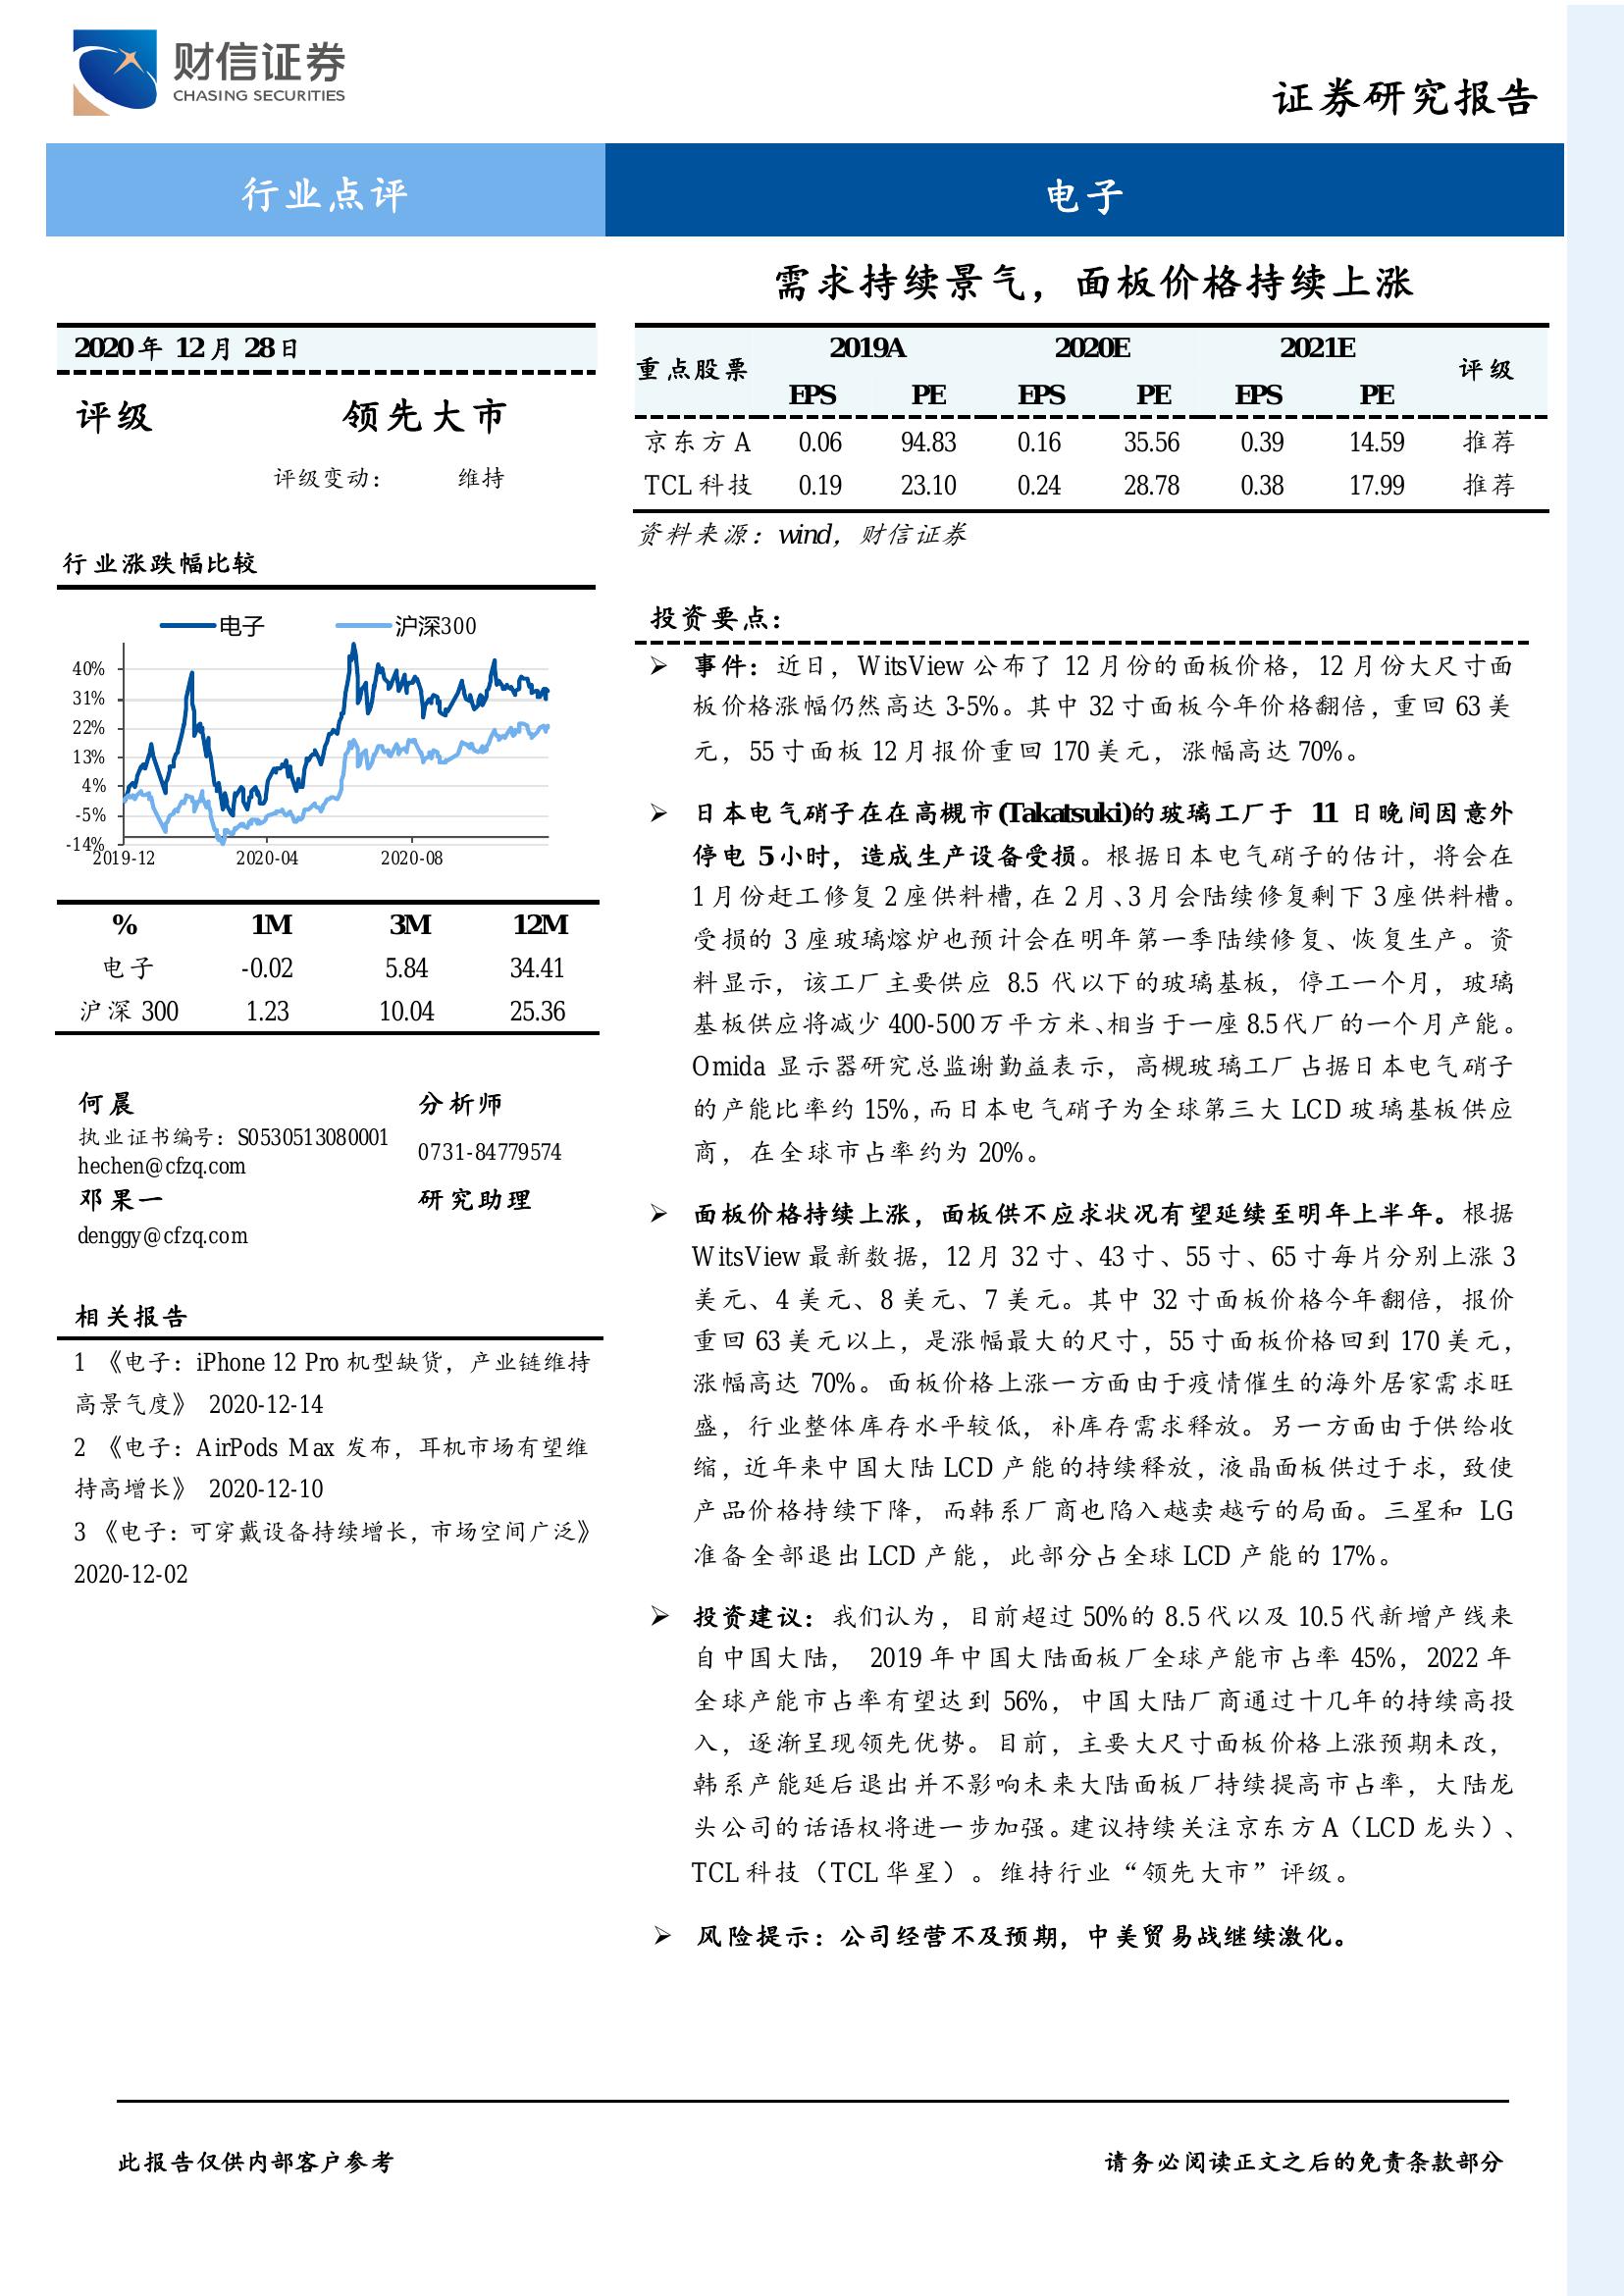 财信证券
CHASING SECURITIES
证券研究报告
行业点评
电子
需求持续景气，面板价格持续上涨
2020年 12月 28日
评级 领先大市
评级变动： 维持
行业涨跌幅比较
电子 沪深300
40%
31%
22%
13%
4%
-5%
-14%
2019-12 2020-04 2020-08
% 1M 3M 12M
电子 -0.02 5.84 34.41
沪深 300 1.23 10.04 25.36
何晨 分析师
执业证书编号：S0530513080001
0731-84779574
hechen@cfzq.com
邓果一 研究助理
denggy@cfzq.com
相关报告
1 《电子：iPhone 12 Pro 机型缺货，产业链维持
高景气度》 2020-12-14
2 《电子：AirPods Max 发布，耳机市场有望维
持高增长》 2020-12-10
3 《电子：可穿戴设备持续增长，市场空间广泛》
2020-12-02
重点股票 2019A 2020E 2021E 评级
EPS PE EPS PE EPS PE
京东方 A 0.06 94.83 0.16 35.56 0.39 14.59 推荐
TCL 科技 0.19 23.10 0.24 28.78 0.38 17.99 推荐
资料来源：wind，财信证券
投资要点：
➢ 事件：近日，WitsView 公布了 12 月份的面板价格，12 月份大尺寸面
板价格涨幅仍然高达 3-5%。其中 32 寸面板今年价格翻倍，重回 63 美
元，55 寸面板 12 月报价重回 170 美元，涨幅高达 70%。
➢ 日本电气硝子在在高槻市(Takatsuki)的玻璃工厂于 11 日晚间因意外
停电 5 小时，造成生产设备受损。根据日本电气硝子的估计，将会在
1 月份赶工修复 2 座供料槽，在 2 月、3 月会陆续修复剩下 3 座供料槽。
受损的 3 座玻璃熔炉也预计会在明年第一季陆续修复、恢复生产。资
料显示，该工厂主要供应 8.5 代以下的玻璃基板，停工一个月，玻璃
基板供应将减少 400-500 万平方米、相当于一座 8.5 代厂的一个月产能。
Omida 显示器研究总监谢勤益表示，高槻玻璃工厂占据日本电气硝子
的产能比率约 15%，而日本电气硝子为全球第三大 LCD 玻璃基板供应
商，在全球市占率约为 20%。
➢ 面板价格持续上涨，面板供不应求状况有望延续至明年上半年。根据
WitsView 最新数据，12 月 32 寸、43 寸、55 寸、65 寸每片分别上涨 3
美元、4 美元、8 美元、7 美元。其中 32 寸面板价格今年翻倍，报价
重回 63 美元以上，是涨幅最大的尺寸，55 寸面板价格回到 170 美元，
涨幅高达 70%。面板价格上涨一方面由于疫情催生的海外居家需求旺
盛，行业整体库存水平较低，补库存需求释放。另一方面由于供给收
缩，近年来中国大陆 LCD 产能的持续释放，液晶面板供过于求，致使
产品价格持续下降，而韩系厂商也陷入越卖越亏的局面。三星和 LG
准备全部退出 LCD 产能，此部分占全球 LCD 产能的 17%。
➢ 投资建议：我们认为，目前超过 50%的 8.5 代以及 10.5 代新增产线来
自中国大陆， 2019 年中国大陆面板厂全球产能市占率 45%，2022 年
全球产能市占率有望达到 56%，中国大陆厂商通过十几年的持续高投
入，逐渐呈现领先优势。目前，主要大尺寸面板价格上涨预期未改，
韩系产能延后退出并不影响未来大陆面板厂持续提高市占率，大陆龙
头公司的话语权将进一步加强。建议持续关注京东方 A（LCD 龙头）、
TCL 科技（TCL 华星）。维持行业“领先大市”评级。
➢ 风险提示：公司经营不及预期，中美贸易战继续激化。
此报告仅供内部客户参考
请务必阅读正文之后的免责条款部分